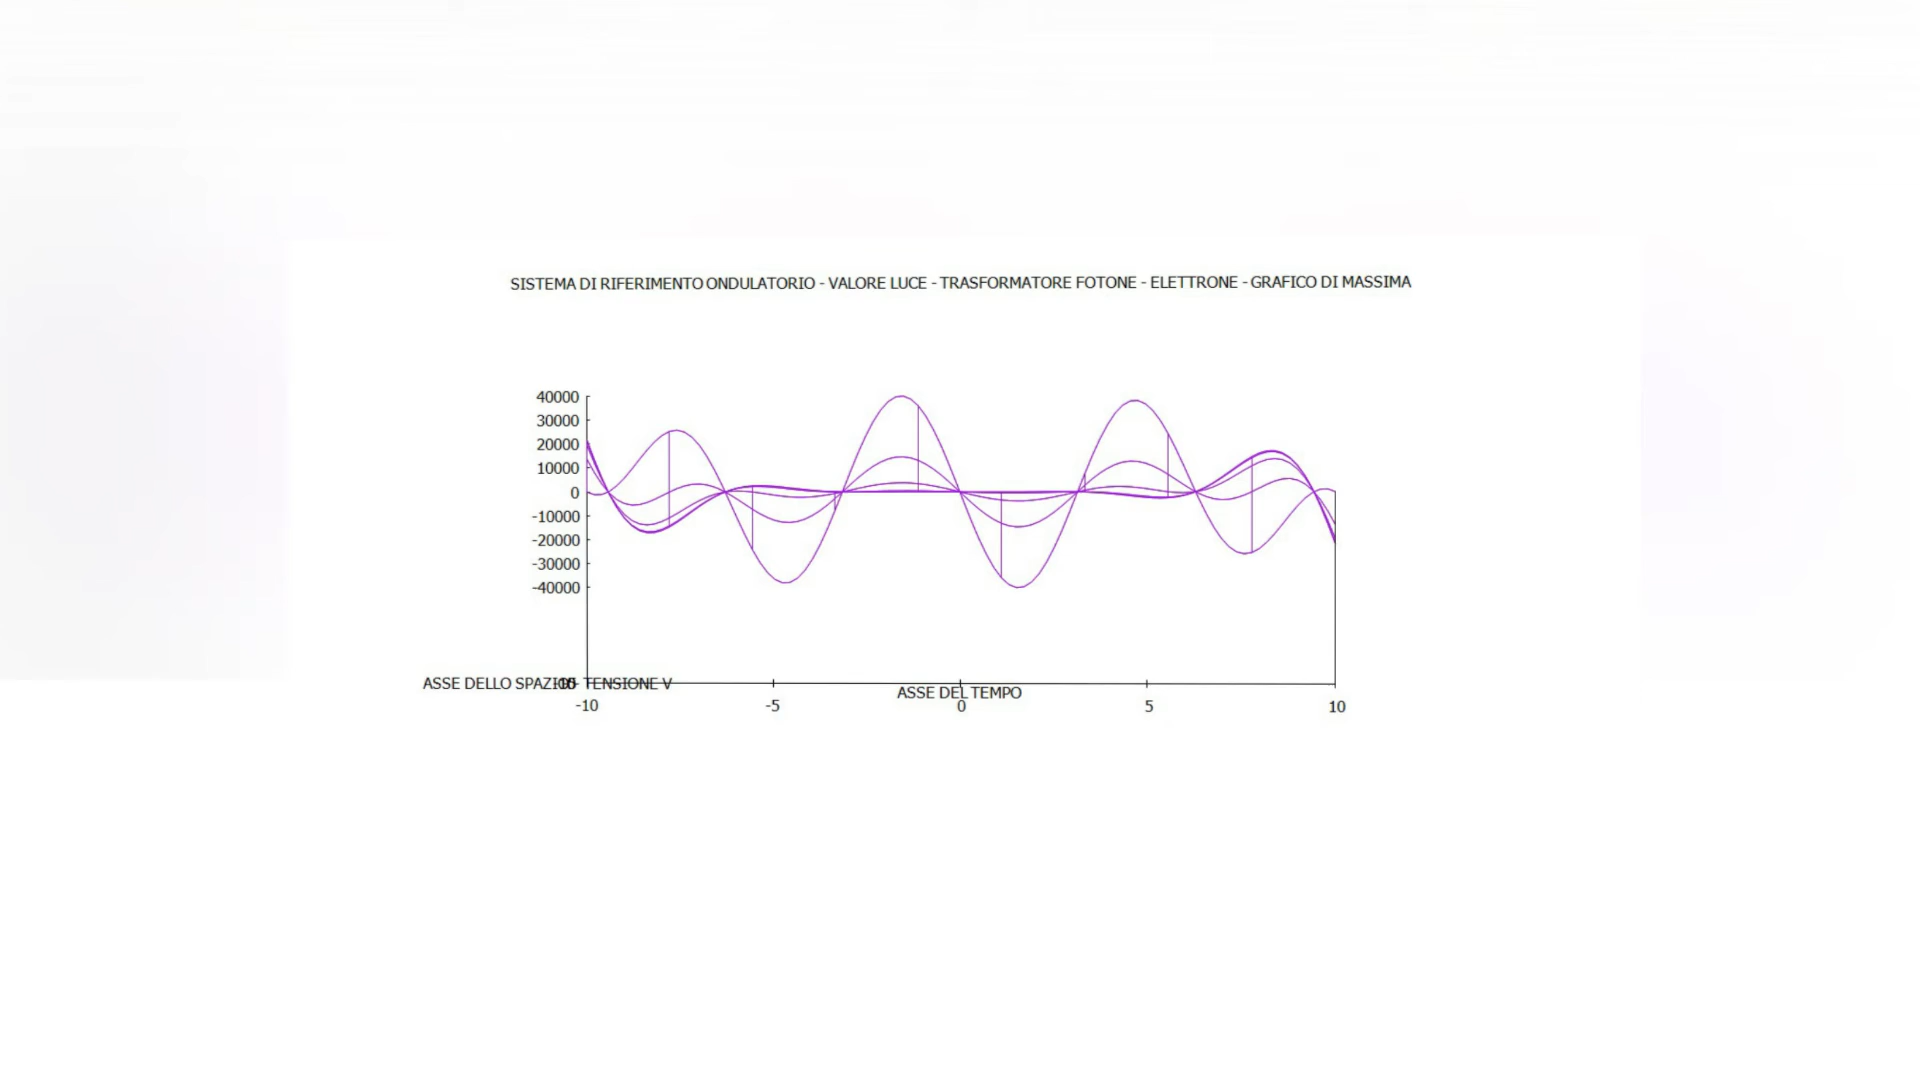 SISTEMA DI RIFERIMENTO ONDULATORIO - VALORE LUCE - TRASFORMATORE FOTONE - ELETTRONE - GRAFICO DI MASSIMA
40000
30000
20000
10000
0
-10000
-20000
-30000
-40000
ASSE DELLO SPAZIO - TENSIONE V
ASSE DEL TEMPO
-10 -5 0 5 10